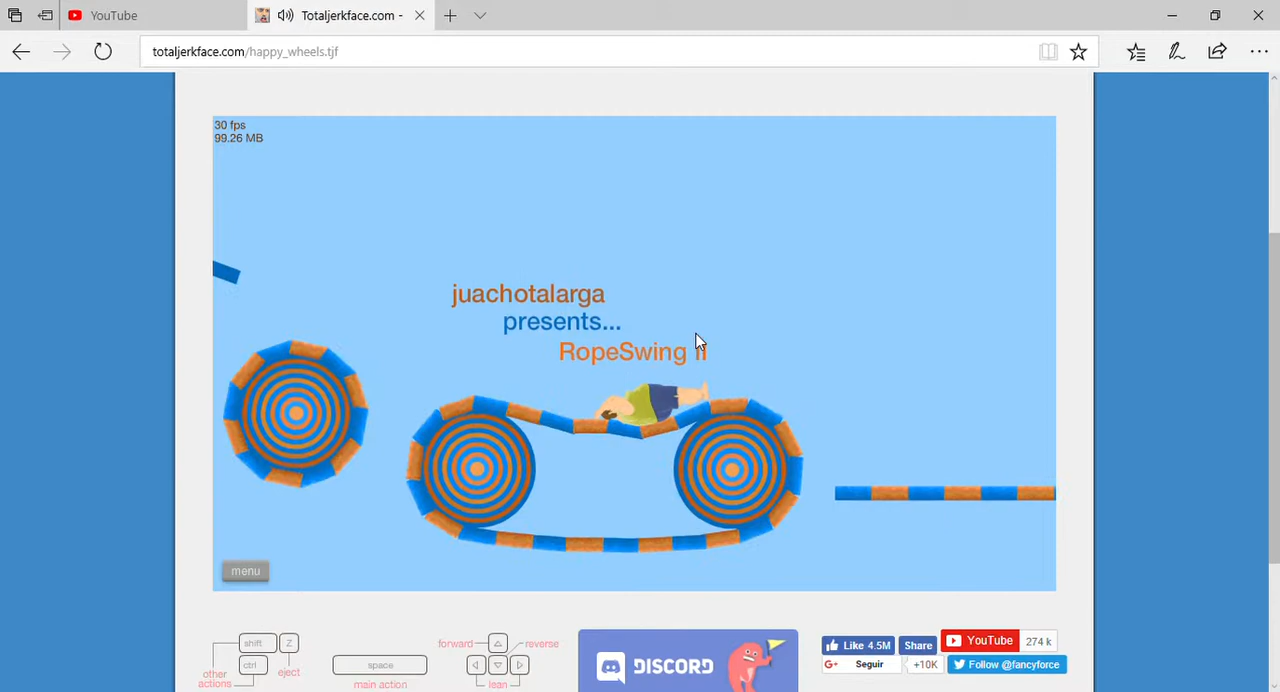 YouTube
Totaljerkface.com -
totaljerkface.com/happy_wheels.tjf
30 fps
99.26 MB
juachotalarga
presents...
RopeSwing II
menu
shift
Z
ctrl
other
actions
eject
space
main action
forward
reverse
lean
DISCORD
Like 4.5M
Share
YouTube
274 k
G+
Seguir
+10K
Follow @fancyforce